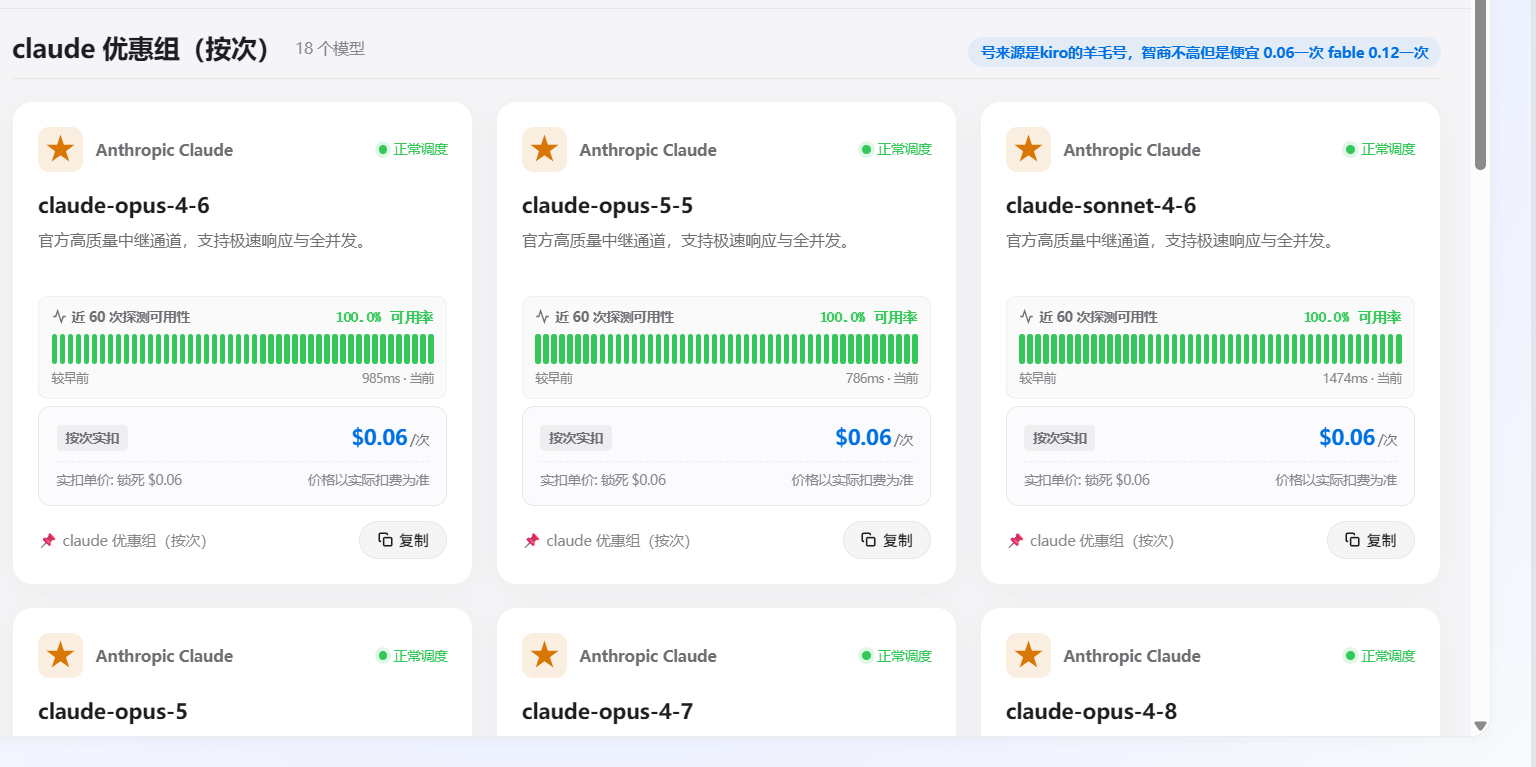 claude 优惠组（按次） 18 个模型 号来源是kiro的羊毛号，智商不高但是便宜 0.06一次 fable 0.12一次
Anthropic Claude 正常调度
claude-opus-4-6
官方高质量中继通道，支持极速响应与全并发。
近 60 次探测可用性 100.0% 可用率
较早前 985ms · 当前
按次实扣 $0.06 /次
实扣单价: 锁死 $0.06 价格以实际扣费为准
claude 优惠组（按次） 复制
Anthropic Claude 正常调度
claude-opus-5-5
官方高质量中继通道，支持极速响应与全并发。
近 60 次探测可用性 100.0% 可用率
较早前 786ms · 当前
按次实扣 $0.06 /次
实扣单价: 锁死 $0.06 价格以实际扣费为准
claude 优惠组（按次） 复制
Anthropic Claude 正常调度
claude-sonnet-4-6
官方高质量中继通道，支持极速响应与全并发。
近 60 次探测可用性 100.0% 可用率
较早前 1474ms · 当前
按次实扣 $0.06 /次
实扣单价: 锁死 $0.06 价格以实际扣费为准
claude 优惠组（按次） 复制
Anthropic Claude 正常调度
claude-opus-5
Anthropic Claude 正常调度
claude-opus-4-7
Anthropic Claude 正常调度
claude-opus-4-8